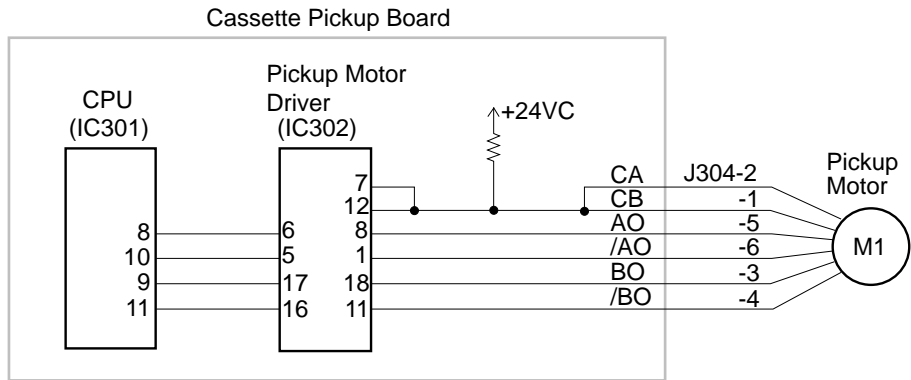 Cassette Pickup Board
CPU
(IC301)
Pickup Motor
Driver
(IC302)
+24VC
Pickup
Motor
7 CA J304-2
12 CB -1
8 6 8 AO -5
10 5 1 /AO -6
9 17 18 BO -3
11 16 11 /BO -4
M1